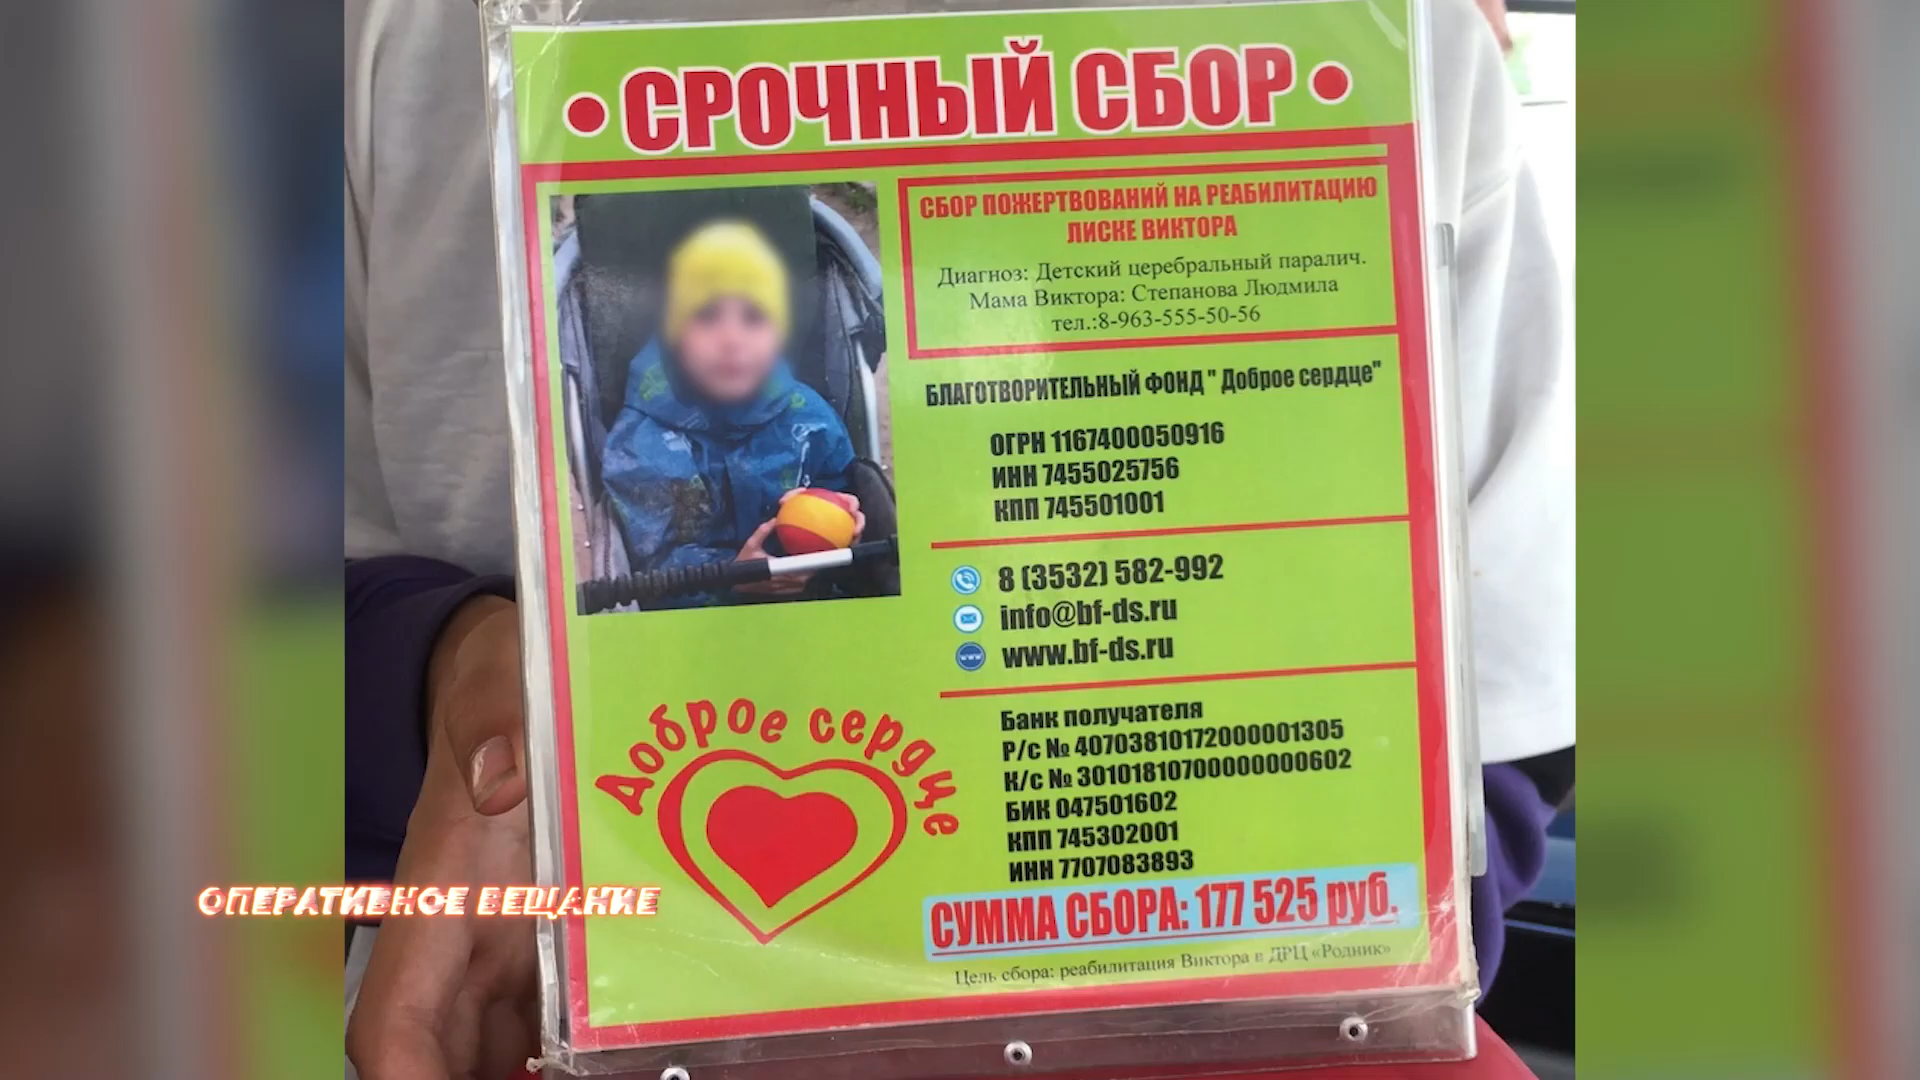 • СРОЧНЫЙ СБОР •
СБОР ПОЖЕРТВОВАНИЙ НА РЕАБИЛИТАЦИЮ
ЛИСКЕ ВИКТОРА
Диагноз: Детский церебральный паралич.
Мама Виктора: Степанова Людмила
тел.:8-963-555-50-56
БЛАГОТВОРИТЕЛЬНЫЙ ФОНД " Доброе сердце"
ОГРН 1167400050916
ИНН 7455025756
КПП 745501001
8 (3532) 582-992
info@bf-ds.ru
www
www.bf-ds.ru
Доброе сердце
Банк получателя
Р/с № 40703810172000001305
К/с № 30101810700000000602
БИК 047501602
КПП 745302001
ИНН 7707083893
СУММА СБОРА: 177 525 руб.
Цель сбора: реабилитация Виктора в ДРЦ «Родник»
ОПЕРАТИВНОЕ ВЕЩАНИЕ